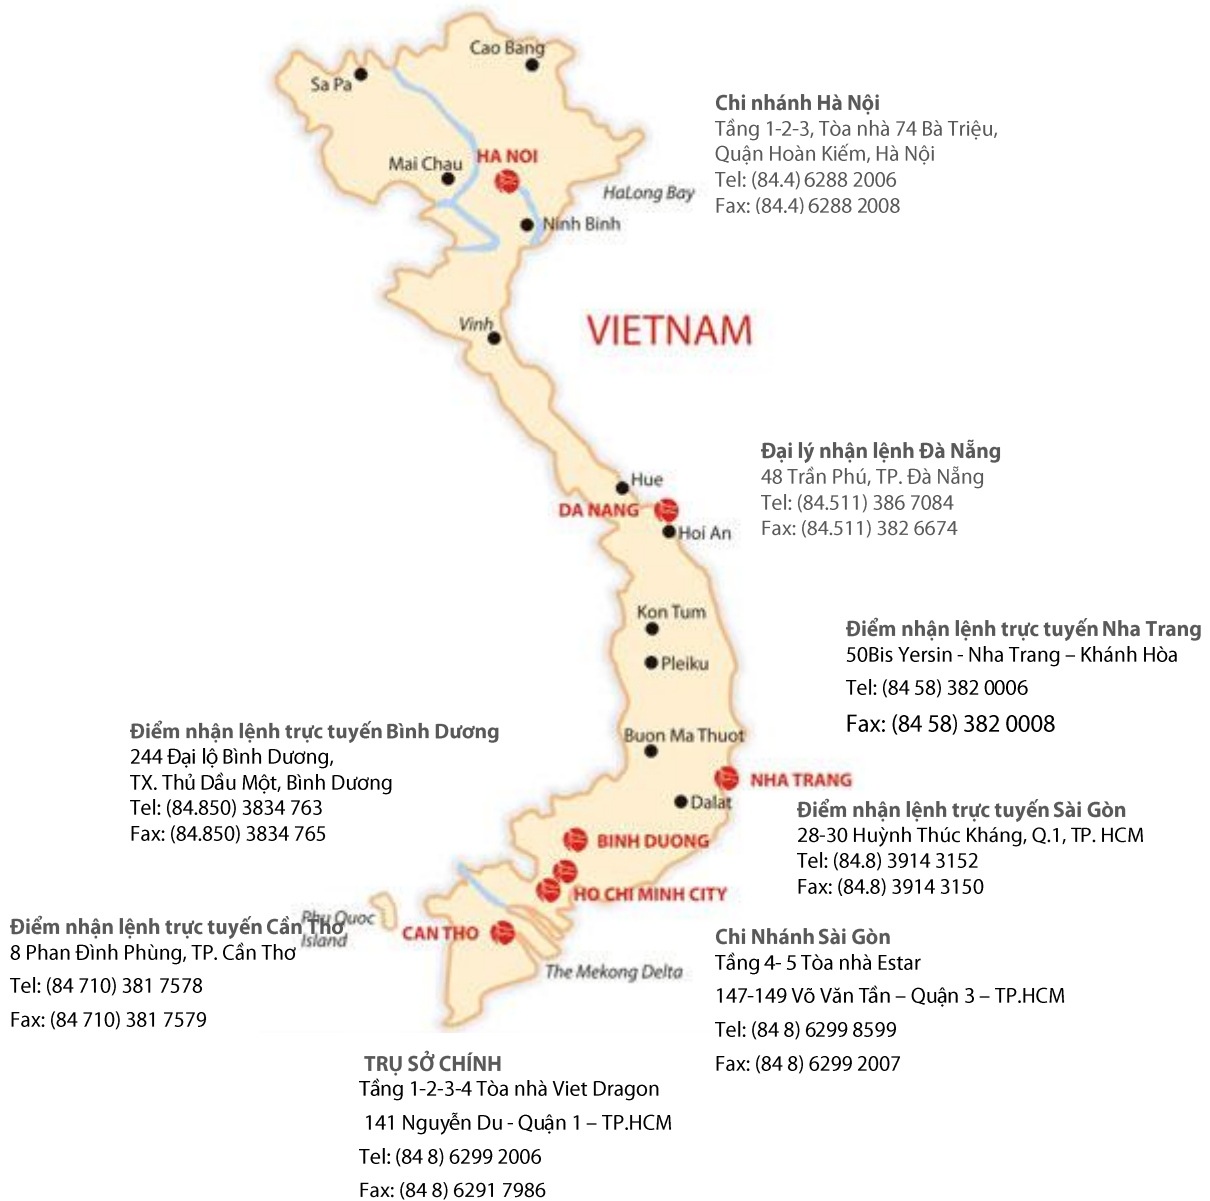 Cao Bang
Sa Pa
Chi nhánh Hà Nội
Tầng 1-2-3, Tòa nhà 74 Bà Triệu,
Quận Hoàn Kiếm, Hà Nội
Tel: (84.4) 6288 2006
Fax: (84.4) 6288 2008
HA NOI
Mai Chau
HaLong Bay
Ninh Binh
Vinh
VIETNAM
Đại lý nhận lệnh Đà Nẵng
48 Trần Phú, TP. Đà Nẵng
Tel: (84.511) 386 7084
Fax: (84.511) 382 6674
Hue
DA NANG
Hoi An
Kon Tum
Pleiku
Điểm nhận lệnh trực tuyến Nha Trang
50Bis Yersin - Nha Trang – Khánh Hòa
Tel: (84 58) 382 0006
Fax: (84 58) 382 0008
Điểm nhận lệnh trực tuyến Bình Dương
244 Đại lộ Bình Dương,
TX. Thủ Dầu Một, Bình Dương
Tel: (84.850) 3834 763
Fax: (84.850) 3834 765
Buon Ma Thuot
NHA TRANG
Dalat
Điểm nhận lệnh trực tuyến Sài Gòn
28-30 Huỳnh Thúc Kháng, Q.1, TP. HCM
Tel: (84.8) 3914 3152
Fax: (84.8) 3914 3150
BINH DUONG
HO CHI MINH CITY
Phu Quoc
Island
CAN THO
The Mekong Delta
Điểm nhận lệnh trực tuyến Cần Thơ
8 Phan Đình Phùng, TP. Cần Thơ
Tel: (84 710) 381 7578
Fax: (84 710) 381 7579
Chi Nhánh Sài Gòn
Tầng 4- 5 Tòa nhà Estar
147-149 Võ Văn Tần – Quận 3 – TP.HCM
Tel: (84 8) 6299 8599
Fax: (84 8) 6299 2007
TRỤ SỞ CHÍNH
Tầng 1-2-3-4 Tòa nhà Viet Dragon
141 Nguyễn Du - Quận 1 – TP.HCM
Tel: (84 8) 6299 2006
Fax: (84 8) 6291 7986